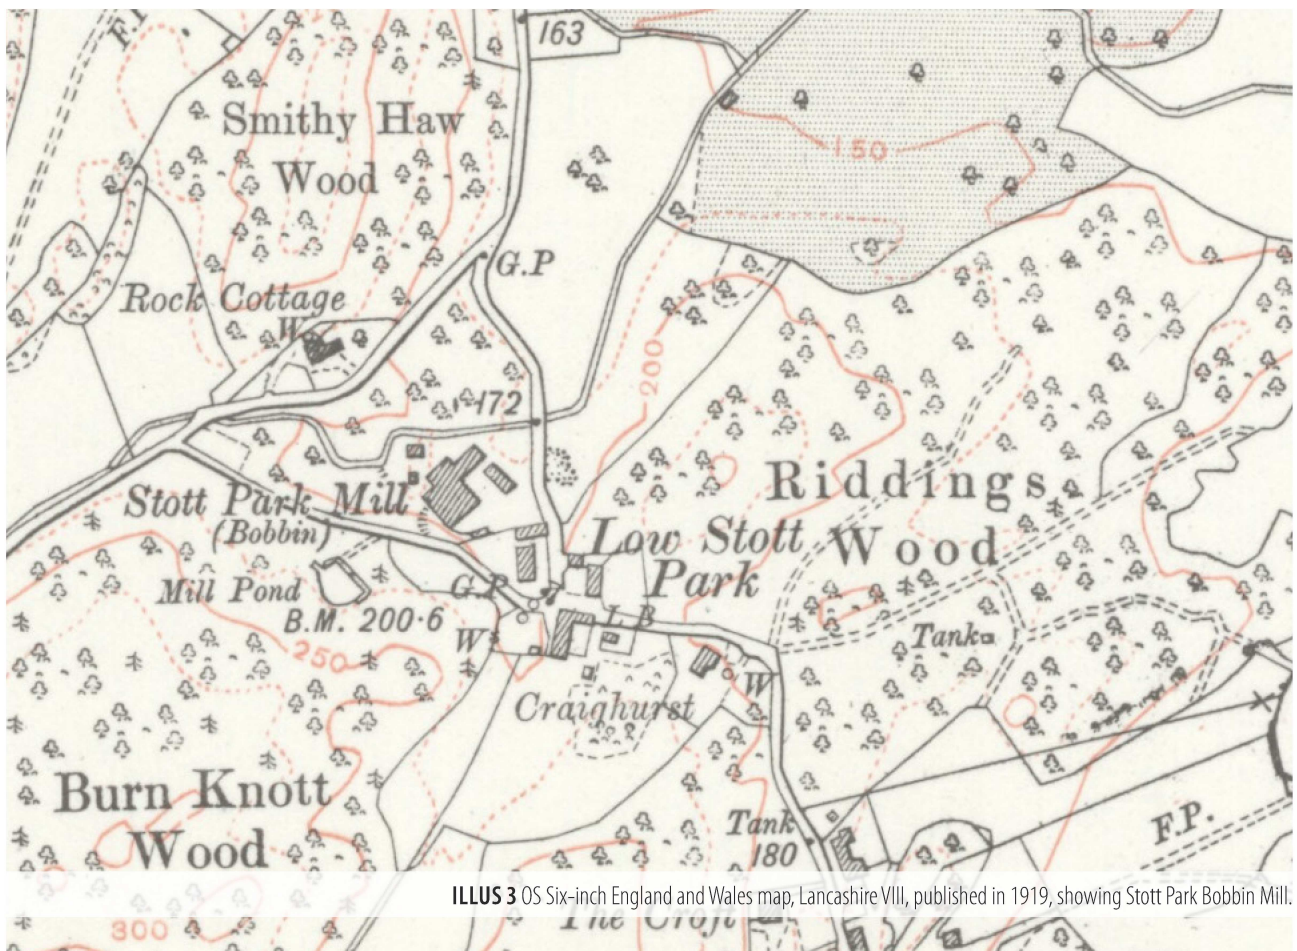 F.P.
163
Smithy Haw
Wood
150
G.P
Rock Cottage
W
200
172
Stott Park Mill
(Bobbin)
Riddings
Wood
Low Stott
Park
Mill Pond
G.P.
B.M. 200·6
L B
W
Tank
250
W
Craighurst
Burn Knott
Wood
Tank
180
F.P.
ILLUS 3 OS Six-inch England and Wales map, Lancashire VIII, published in 1919, showing Stott Park Bobbin Mill.
The Croft
300